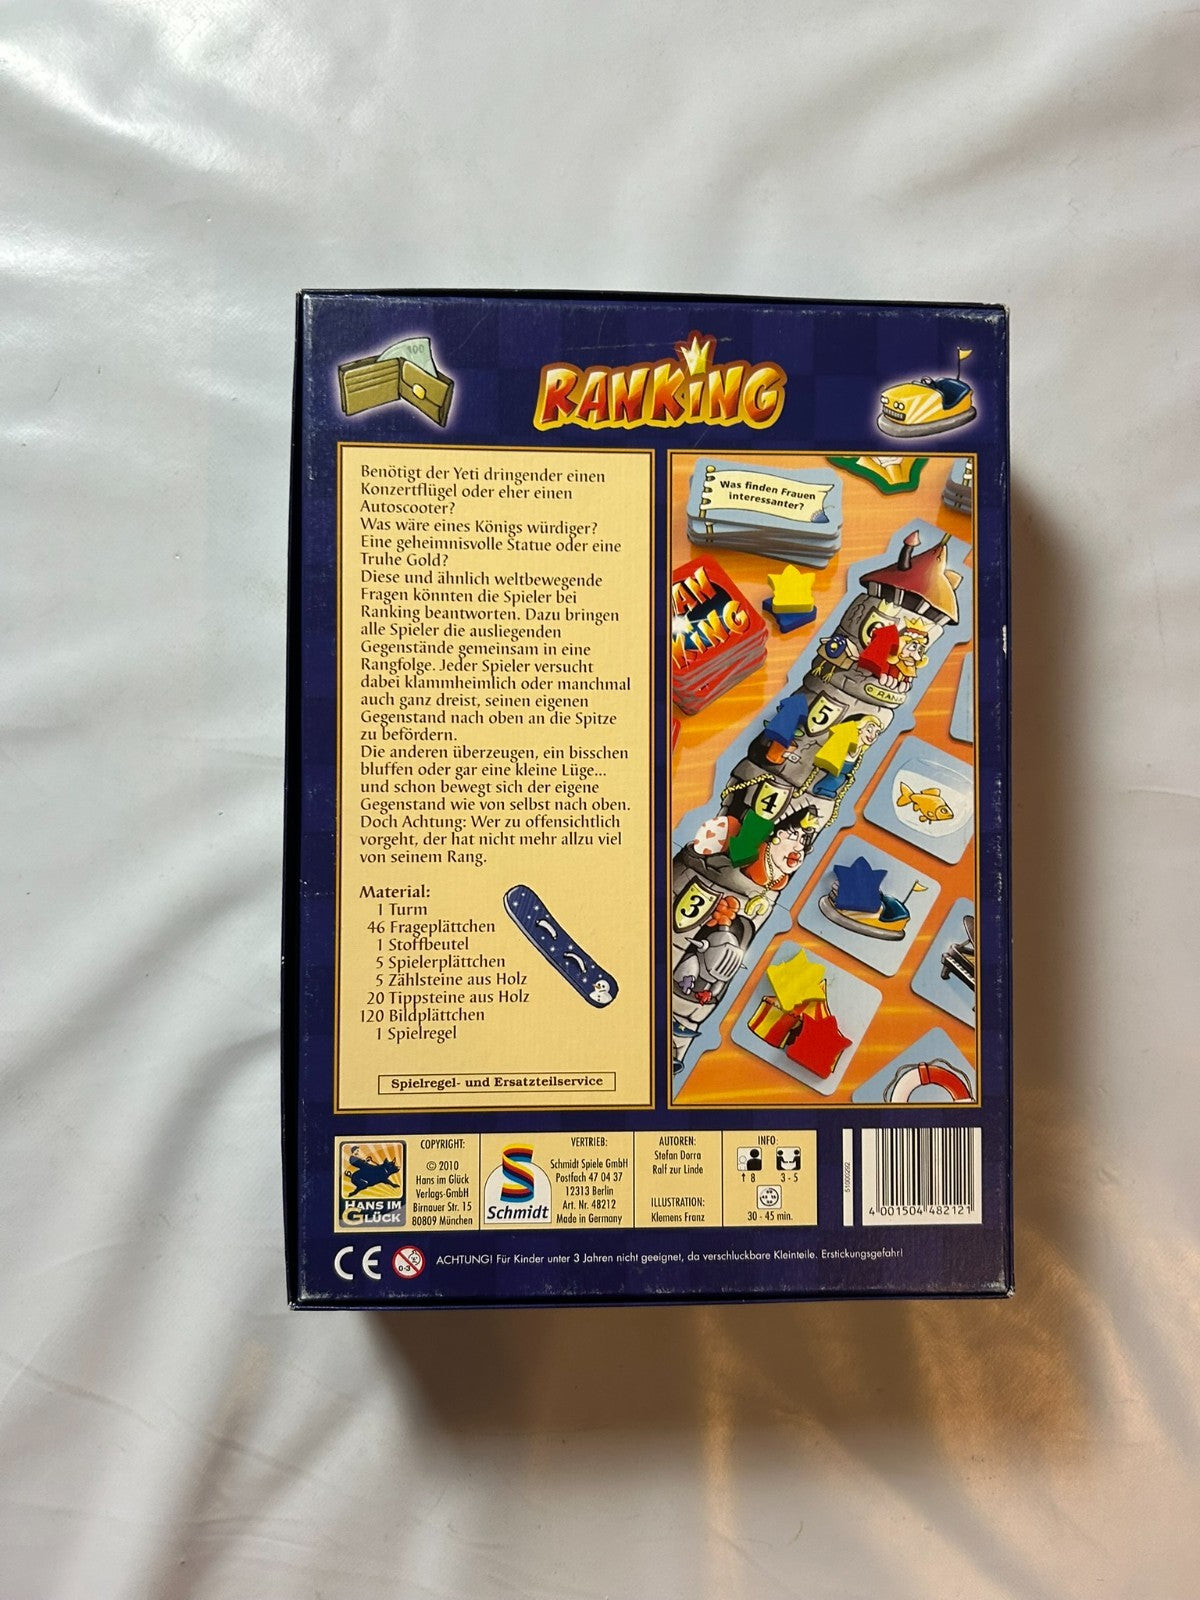 100
RANKING
Benötigt der Yeti dringender einen
Konzertflügel oder eher einen
Autoscooter?
Was wäre eines Königs würdiger?
Eine geheimnisvolle Statue oder eine
Truhe Gold?
Diese und ähnlich weltbewegende
Fragen könnten die Spieler bei
Ranking beantworten. Dazu bringen
alle Spieler die ausliegenden
Gegenstände gemeinsam in eine
Rangfolge. Jeder Spieler versucht
dabei klammheimlich oder manchmal
auch ganz dreist, seinen eigenen
Gegenstand nach oben an die Spitze
zu befördern.
Die anderen überzeugen, ein bisschen
bluffen oder gar eine kleine Lüge...
und schon bewegt sich der eigene
Gegenstand wie von selbst nach oben.
Doch Achtung: Wer zu offensichtlich
vorgeht, der hat nicht mehr allzu viel
von seinem Rang.
Material:
1 Turm
46 Frageplättchen
1 Stoffbeutel
5 Spielerplättchen
5 Zählsteine aus Holz
20 Tippsteine aus Holz
120 Bildplättchen
1 Spielregel
Spielregel- und Ersatzteilservice
Was finden Frauen
interessanter?
AN
KING
6
5
4
3
HANS IM
GLÜCK
COPYRIGHT:
© 2010
Hans im Glück
Verlags-GmbH
Birnauer Str. 15
80809 München
Schmidt
VERTRIEB:
Schmidt Spiele GmbH
Postfach 47 04 37
12313 Berlin
Art. Nr. 48212
Made in Germany
AUTOREN:
Stefan Dorra
Ralf zur Linde
ILLUSTRATION:
Klemens Franz
INFO:
↑ 8
3 - 5
30 - 45 min.
51000202
4 001504 482121
CE
0-3
ACHTUNG! Für Kinder unter 3 Jahren nicht geeignet, da verschluckbare Kleinteile. Erstickungsgefahr!